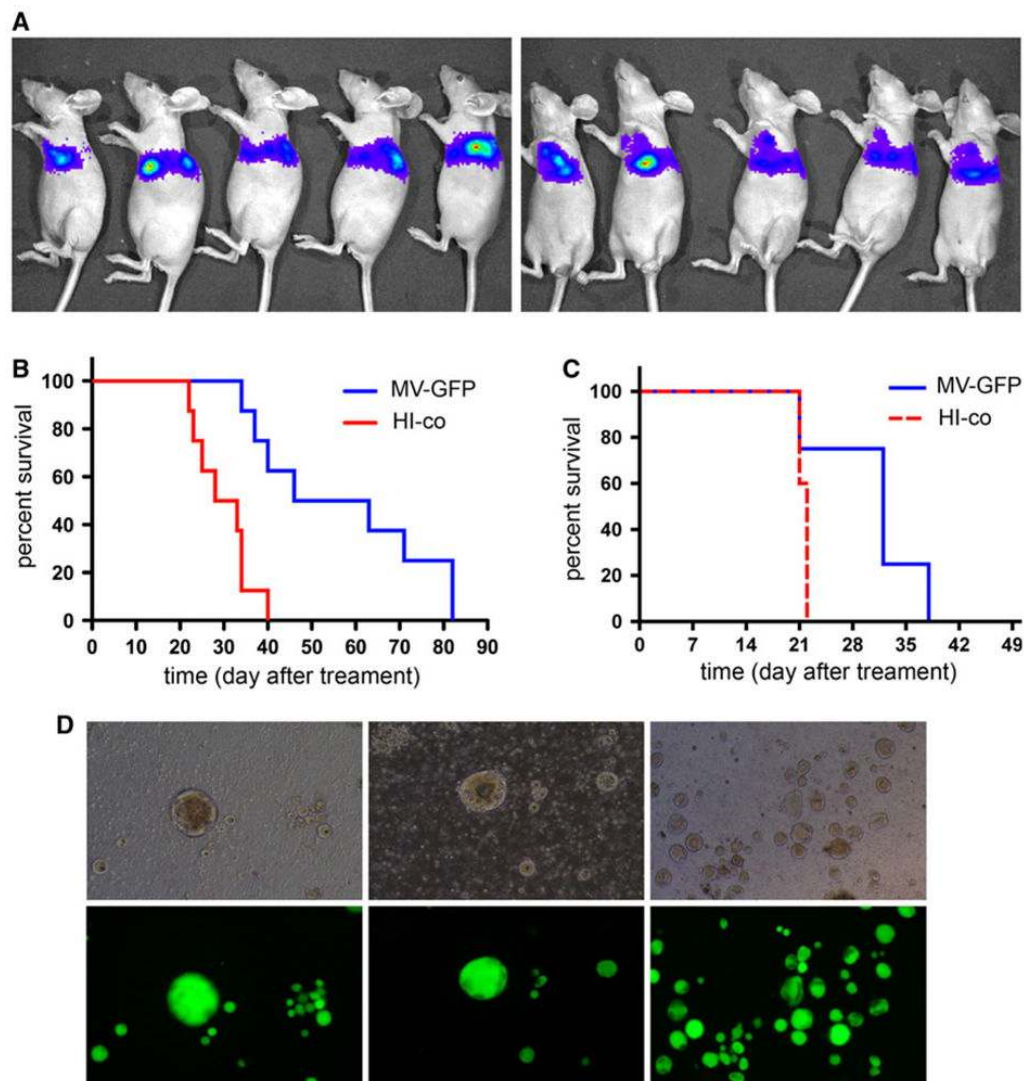 A
B
100
80
60
40
20
0
percent survival
MV-GFP
HI-co
0 10 20 30 40 50 60 70 80 90
time (day after treament)
C
100
80
60
40
20
0
percent survival
MV-GFP
HI-co
0 7 14 21 28 35 42 49
time (day after treament)
D